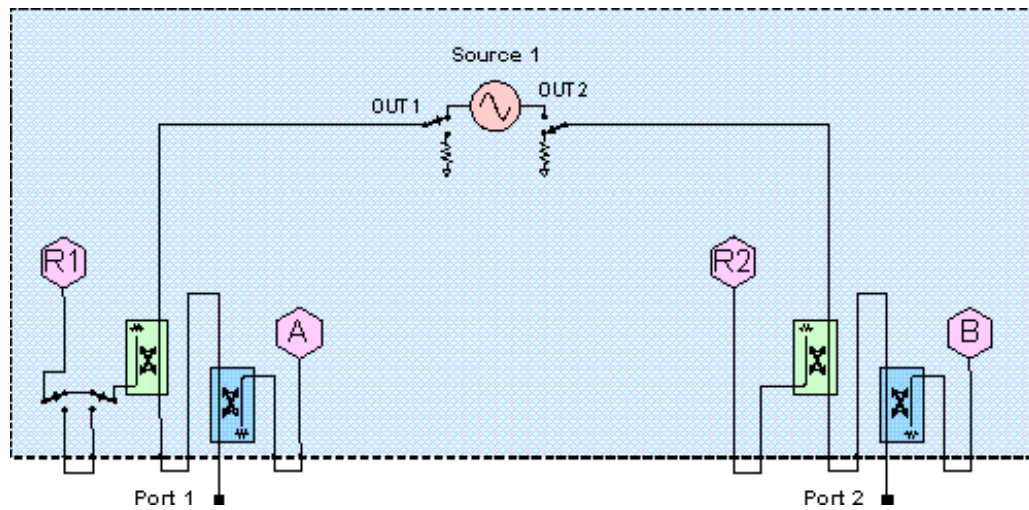 Source 1
OUT 1
OUT 2
R1
A
R2
B
Port 1
Port 2